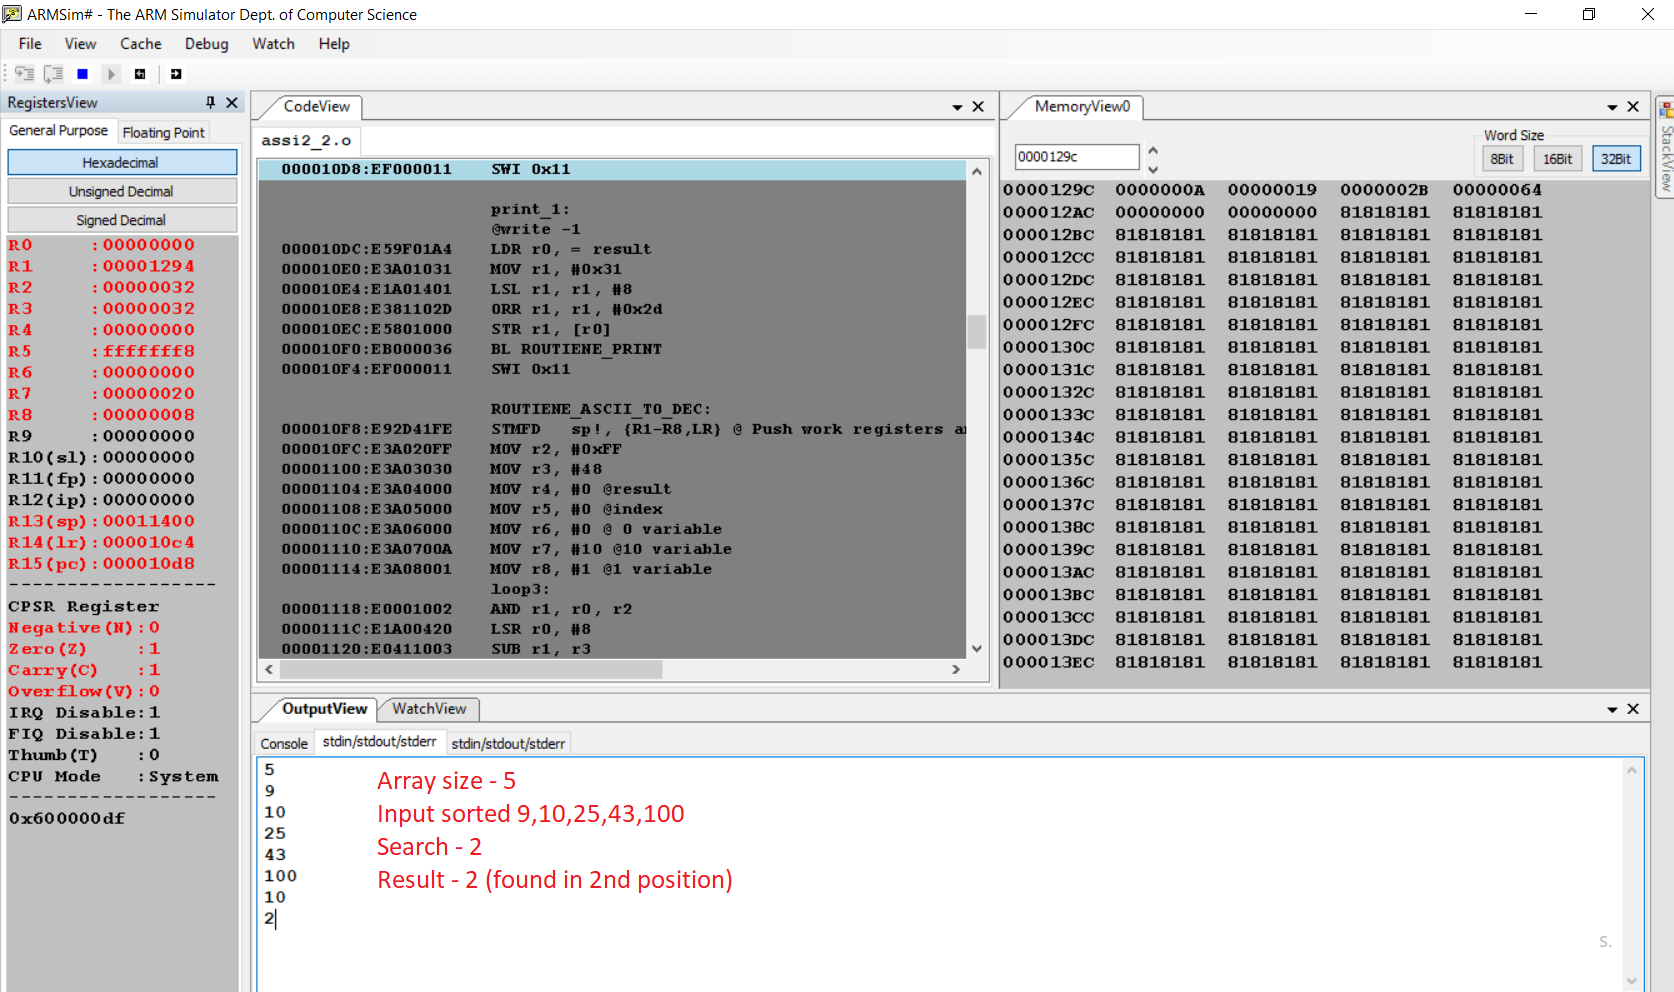 ARMSim# - The ARM Simulator Dept. of Computer Science
File View Cache Debug Watch Help
RegistersView
General Purpose Floating Point
Hexadecimal
Unsigned Decimal
Signed Decimal
R0 :00000000
R1 :00001294
R2 :00000032
R3 :00000032
R4 :00000000
R5 :fffffff8
R6 :00000000
R7 :00000020
R8 :00000008
R9 :00000000
R10(sl):00000000
R11(fp):00000000
R12(ip):00000000
R13(sp):00011400
R14(lr):000010c4
R15(pc):000010d8
------------------
CPSR Register
Negative(N):0
Zero(Z) :1
Carry(C) :1
Overflow(V):0
IRQ Disable:1
FIQ Disable:1
Thumb(T) :0
CPU Mode :System
------------------
0x600000df
CodeView
assi2_2.o
000010D8:EF000011 SWI 0x11
print_1:
@write -1
000010DC:E59F01A4 LDR r0, = result
000010E0:E3A01031 MOV r1, #0x31
000010E4:E1A01401 LSL r1, r1, #8
000010E8:E381102D ORR r1, r1, #0x2d
000010EC:E5801000 STR r1, [r0]
000010F0:EB000036 BL ROUTIENE_PRINT
000010F4:EF000011 SWI 0x11
ROUTIENE_ASCII_TO_DEC:
000010F8:E92D41FE STMFD sp!, {R1-R8,LR} @ Push work registers a
000010FC:E3A020FF MOV r2, #0xFF
00001100:E3A03030 MOV r3, #48
00001104:E3A04000 MOV r4, #0 @result
00001108:E3A05000 MOV r5, #0 @index
0000110C:E3A06000 MOV r6, #0 @ 0 variable
00001110:E3A0700A MOV r7, #10 @10 variable
00001114:E3A08001 MOV r8, #1 @1 variable
loop3:
00001118:E0001002 AND r1, r0, r2
0000111C:E1A00420 LSR r0, #8
00001120:E0411003 SUB r1, r3
MemoryView0
0000129c
Word Size
8Bit 16Bit 32Bit
0000129C 0000000A 00000019 0000002B 00000064
000012AC 00000000 00000000 81818181 81818181
000012BC 81818181 81818181 81818181 81818181
000012CC 81818181 81818181 81818181 81818181
000012DC 81818181 81818181 81818181 81818181
000012EC 81818181 81818181 81818181 81818181
000012FC 81818181 81818181 81818181 81818181
0000130C 81818181 81818181 81818181 81818181
0000131C 81818181 81818181 81818181 81818181
0000132C 81818181 81818181 81818181 81818181
0000133C 81818181 81818181 81818181 81818181
0000134C 81818181 81818181 81818181 81818181
0000135C 81818181 81818181 81818181 81818181
0000136C 81818181 81818181 81818181 81818181
0000137C 81818181 81818181 81818181 81818181
0000138C 81818181 81818181 81818181 81818181
0000139C 81818181 81818181 81818181 81818181
000013AC 81818181 81818181 81818181 81818181
000013BC 81818181 81818181 81818181 81818181
000013CC 81818181 81818181 81818181 81818181
000013DC 81818181 81818181 81818181 81818181
000013EC 81818181 81818181 81818181 81818181
StackView
OutputView WatchView
Console stdin/stdout/stderr stdin/stdout/stderr
5
9
10
25
43
100
10
2
Array size - 5
Input sorted 9,10,25,43,100
Search - 2
Result - 2 (found in 2nd position)
S.